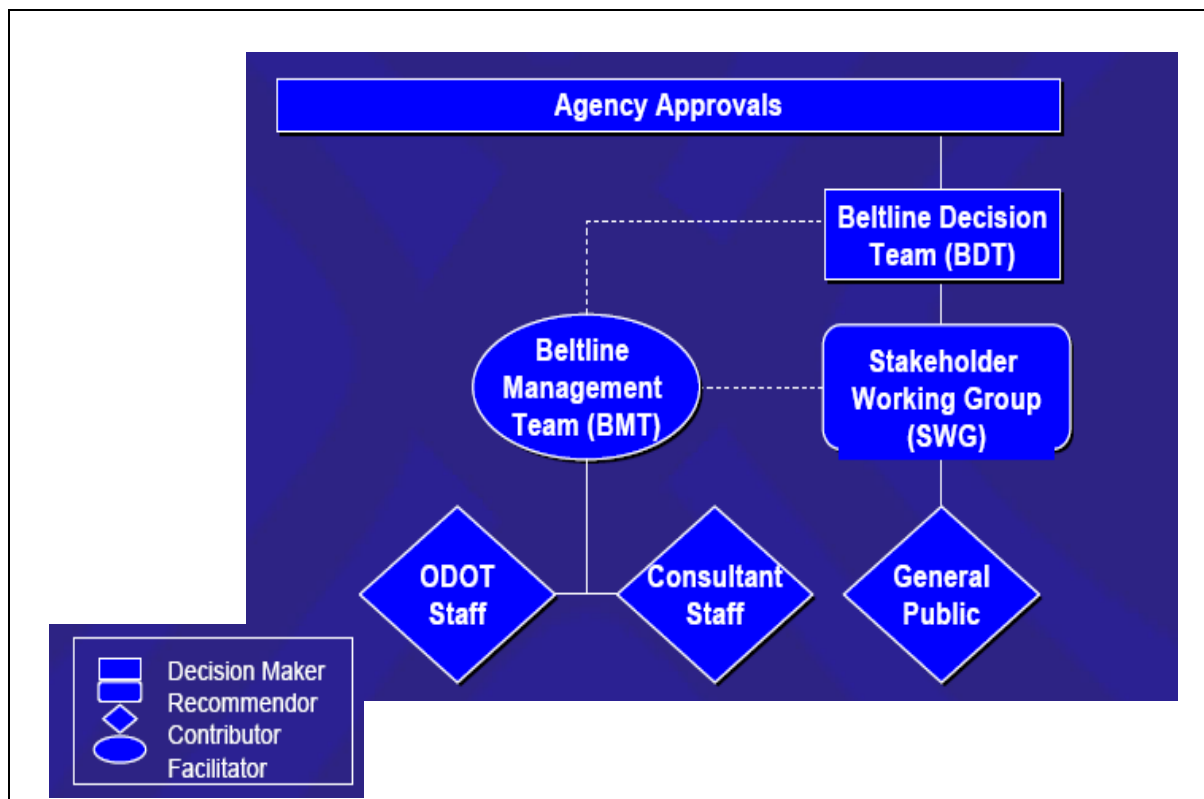 Agency Approvals
Beltline Decision
Team (BDT)
Beltline
Management
Team (BMT)
Stakeholder
Working Group
(SWG)
ODOT
Staff
Consultant
Staff
General
Public
Decision Maker
Recommendor
Contributor
Facilitator